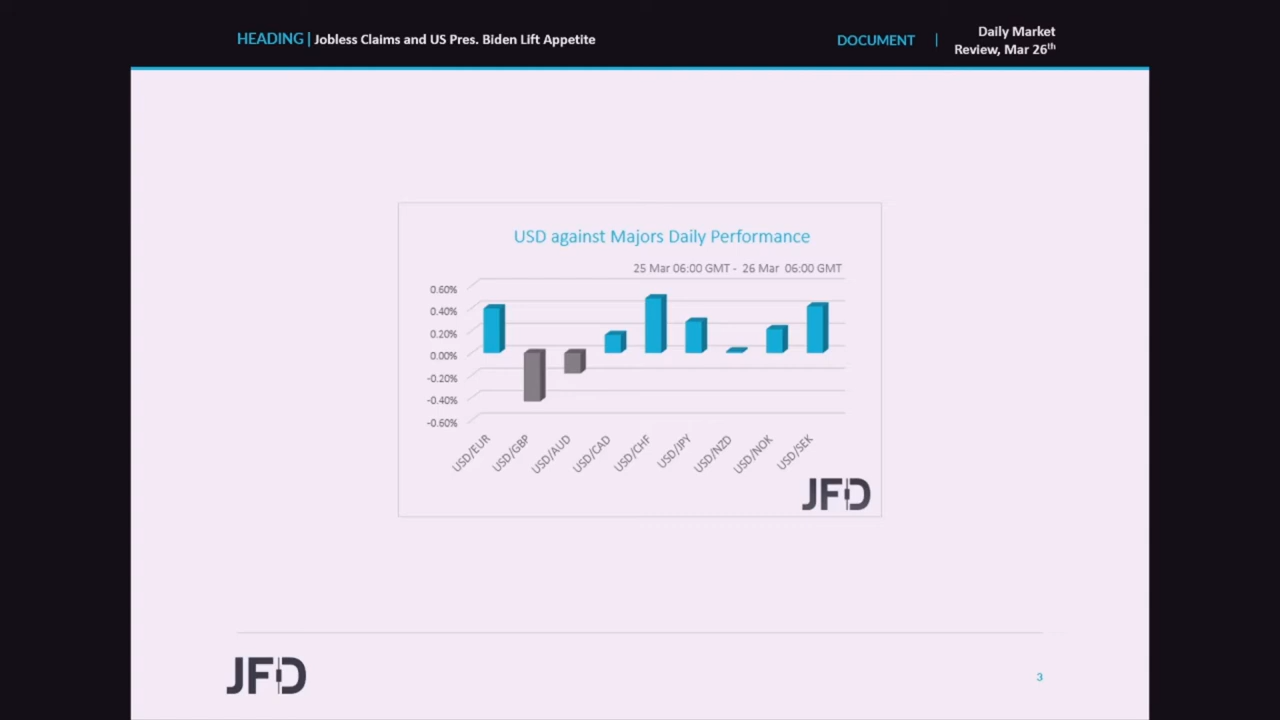 HEADING | Jobless Claims and US Pres. Biden Lift Appetite
DOCUMENT | Daily Market
Review, Mar 26th
USD against Majors Daily Performance
25 Mar 06:00 GMT - 26 Mar 06:00 GMT
0.60%
0.40%
0.20%
0.00%
-0.20%
-0.40%
-0.60%
USD/EUR
USD/GBP
USD/AUD
USD/CAD
USD/CHF
USD/JPY
USD/NZD
USD/NOK
USD/SEK
JFD
JFD
3